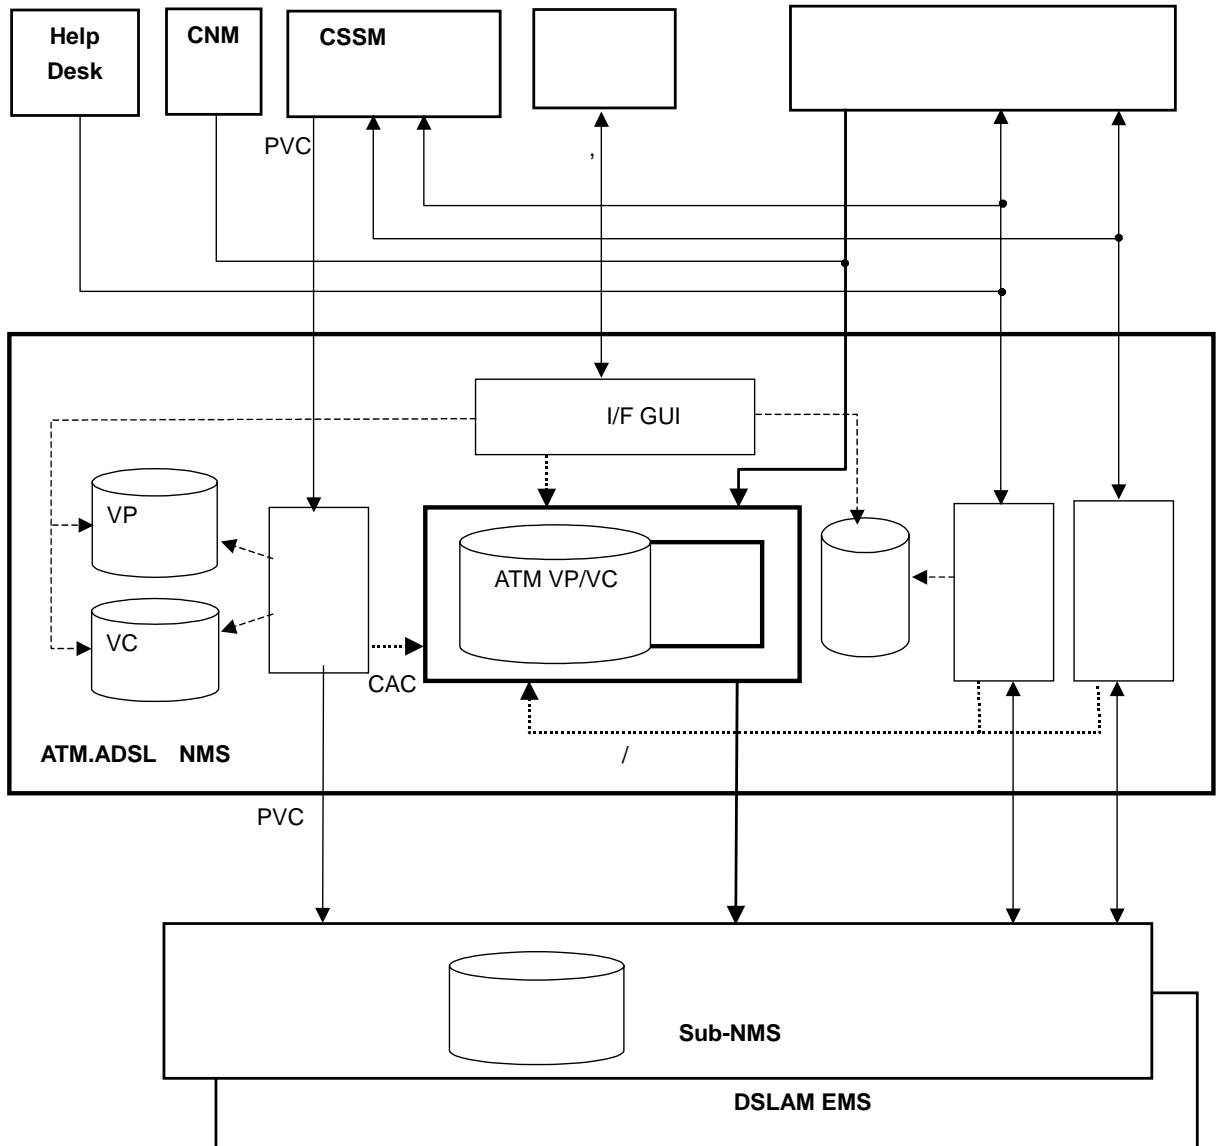 Help
Desk
CNM
CSSM
PVC
,
I/F GUI
VP
ATM VP/VC
VC
CAC
ATM.ADSL NMS
/
PVC
Sub-NMS
DSLAM EMS